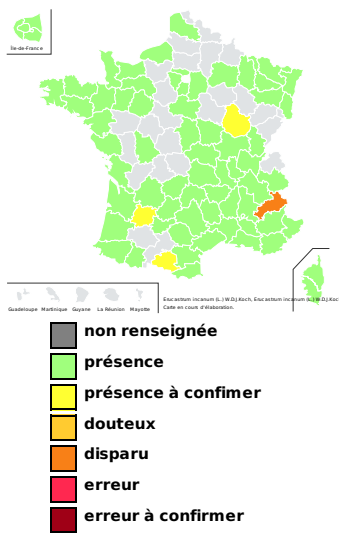 Île-de-France
Guadeloupe Martinique Guyane La Réunion Mayotte
Erucastrum incanum (L.) W.D.J.Koch, Erucastrum incanum (L.) W.D.J.Koch
Carte en cours d'élaboration.
non renseignée
présence
présence à confimer
douteux
disparu
erreur
erreur à confirmer